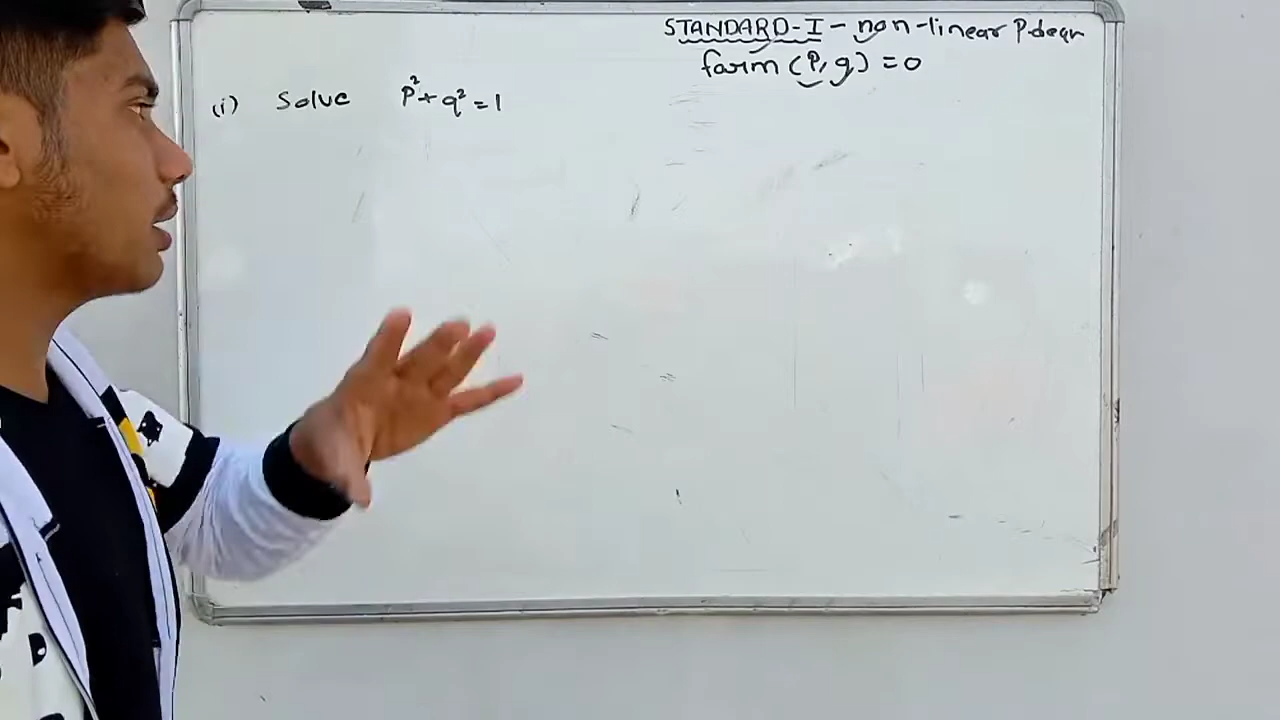 STANDARD-I - non-linear P.deqn
form (P, q) = 0
(i) Solve p² + q² = 1